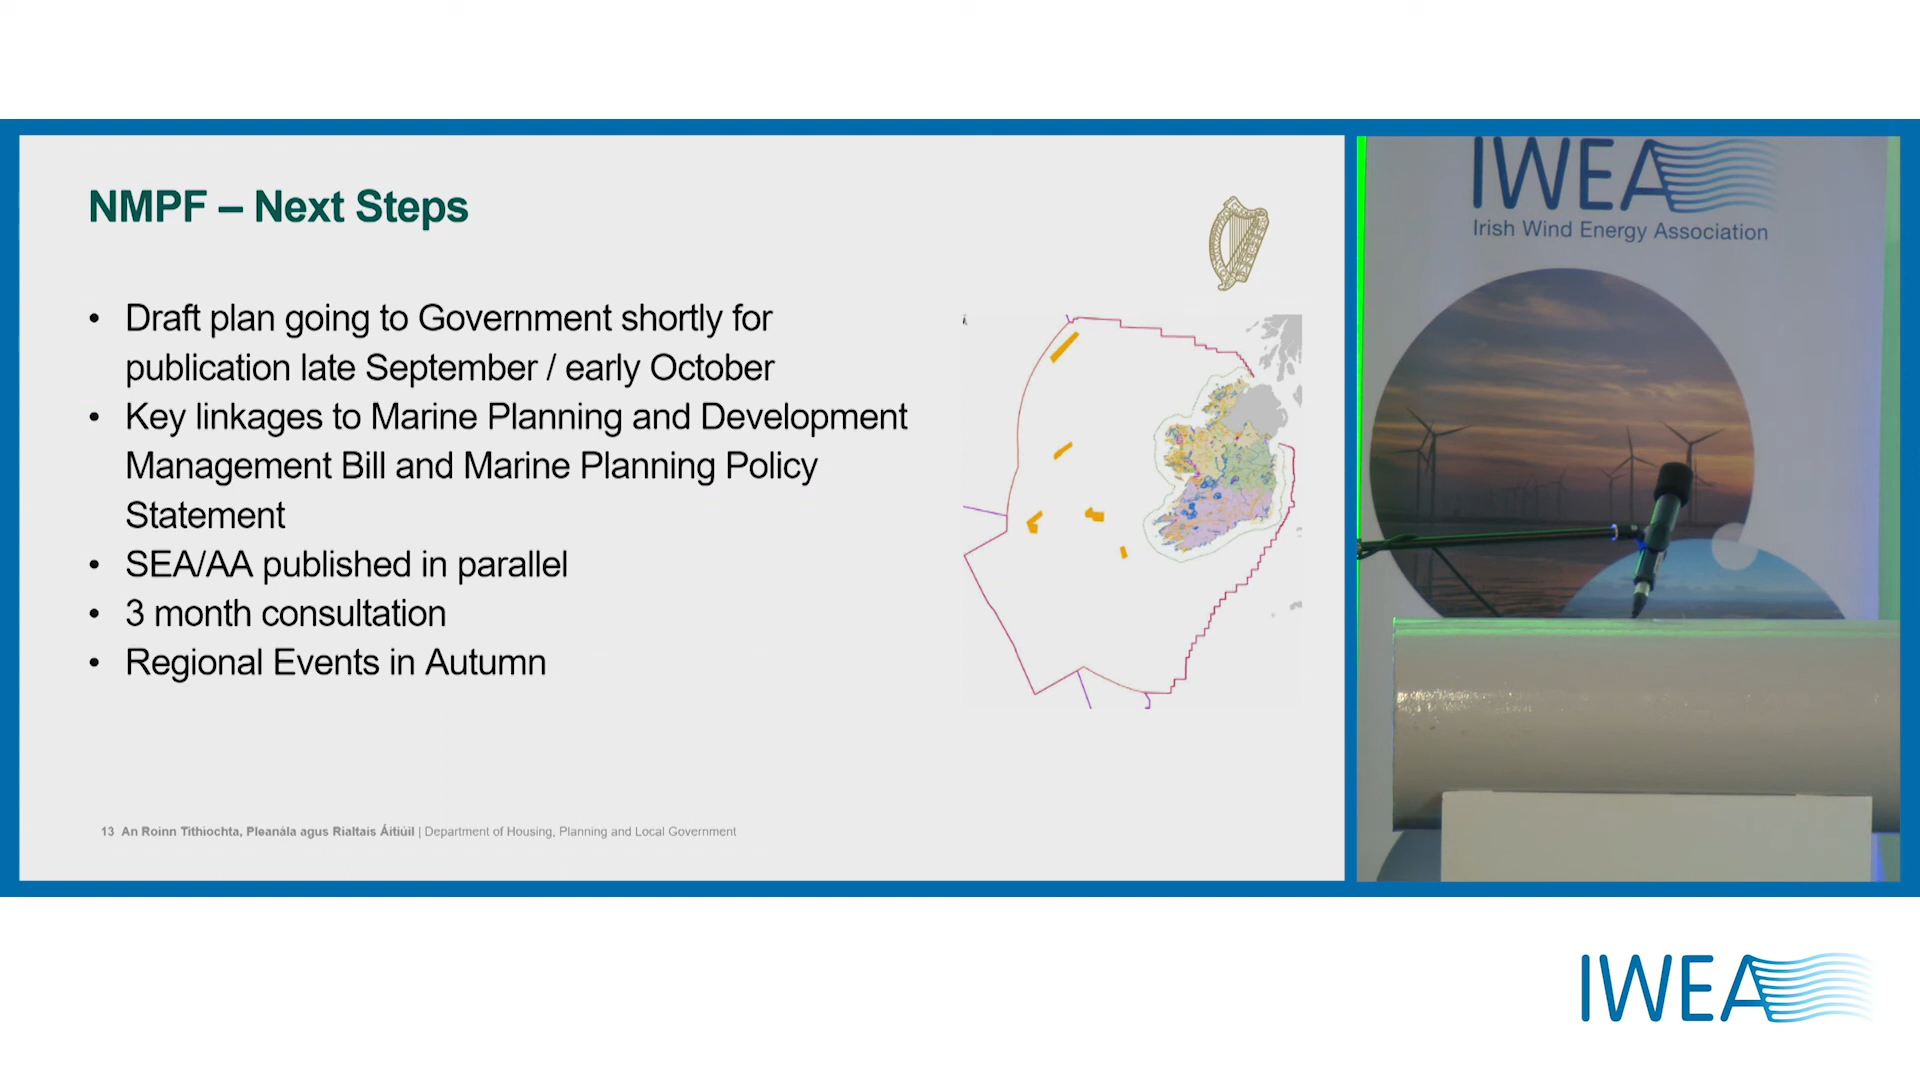 NMPF – Next Steps
• Draft plan going to Government shortly for
publication late September / early October
• Key linkages to Marine Planning and Development
Management Bill and Marine Planning Policy
Statement
• SEA/AA published in parallel
• 3 month consultation
• Regional Events in Autumn
13 An Roinn Tithíochta, Pleanála agus Rialtais Áitiúil | Department of Housing, Planning and Local Government
IWEA
Irish Wind Energy Association
IWEA